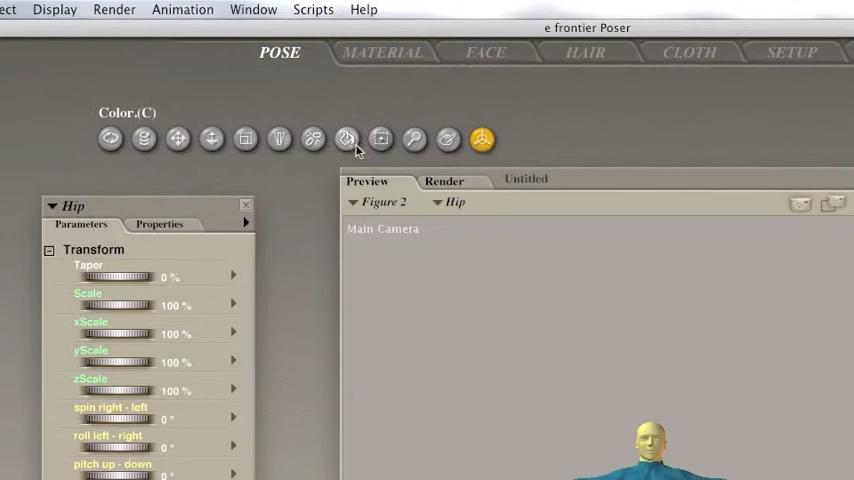 ect Display Render Animation Window Scripts Help
e frontier Poser
POSE MATERIAL FACE HAIR CLOTH SETUP
Color.(C)
Preview Render Untitled
Figure 2 Hip
Main Camera
Hip
Parameters Properties
Transform
Taper
0 %
Scale
100 %
xScale
100 %
yScale
100 %
zScale
100 %
spin right - left
0 °
roll left - right
0 °
pitch up - down
0 °